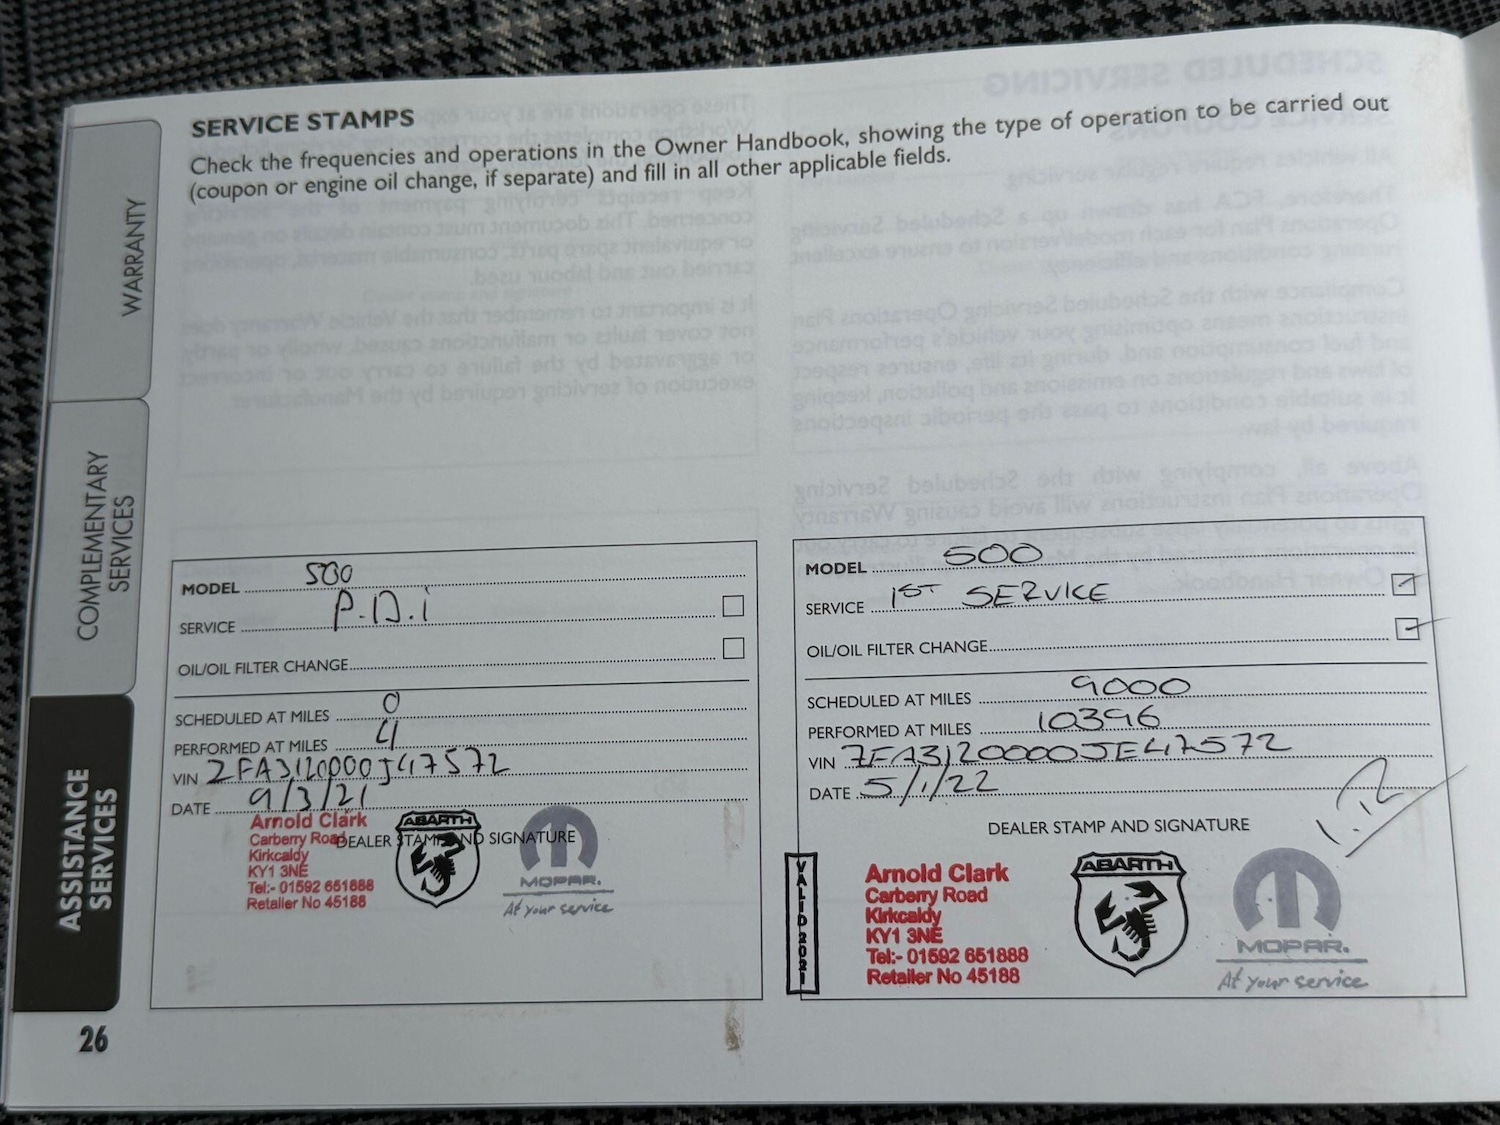 SERVICE STAMPS
Check the frequencies and operations in the Owner Handbook, showing the type of operation to be carried out
(coupon or engine oil change, if separate) and fill in all other applicable fields.
WARRANTY
COMPLEMENTARY
SERVICES
ASSISTANCE
SERVICES
26
MODEL 500
SERVICE P.D.i
OIL/OIL FILTER CHANGE
SCHEDULED AT MILES 0
PERFORMED AT MILES 4
VIN ZFA3120000J47572
DATE 9/3/21
DEALER STAMP AND SIGNATURE
Arnold Clark
Carberry Road
Kirkcaldy
KY1 3NE
Tel:- 01592 651888
Retailer No 45188
ABARTH
MOPAR.
At your service
MODEL 500
SERVICE 1ST SERVICE
OIL/OIL FILTER CHANGE
SCHEDULED AT MILES 9000
PERFORMED AT MILES 10396
VIN ZFA3120000JE47572
DATE 5/1/22
DEALER STAMP AND SIGNATURE
VALID 2021
Arnold Clark
Carberry Road
Kirkcaldy
KY1 3NE
Tel:- 01592 651888
Retailer No 45188
ABARTH
MOPAR.
At your service